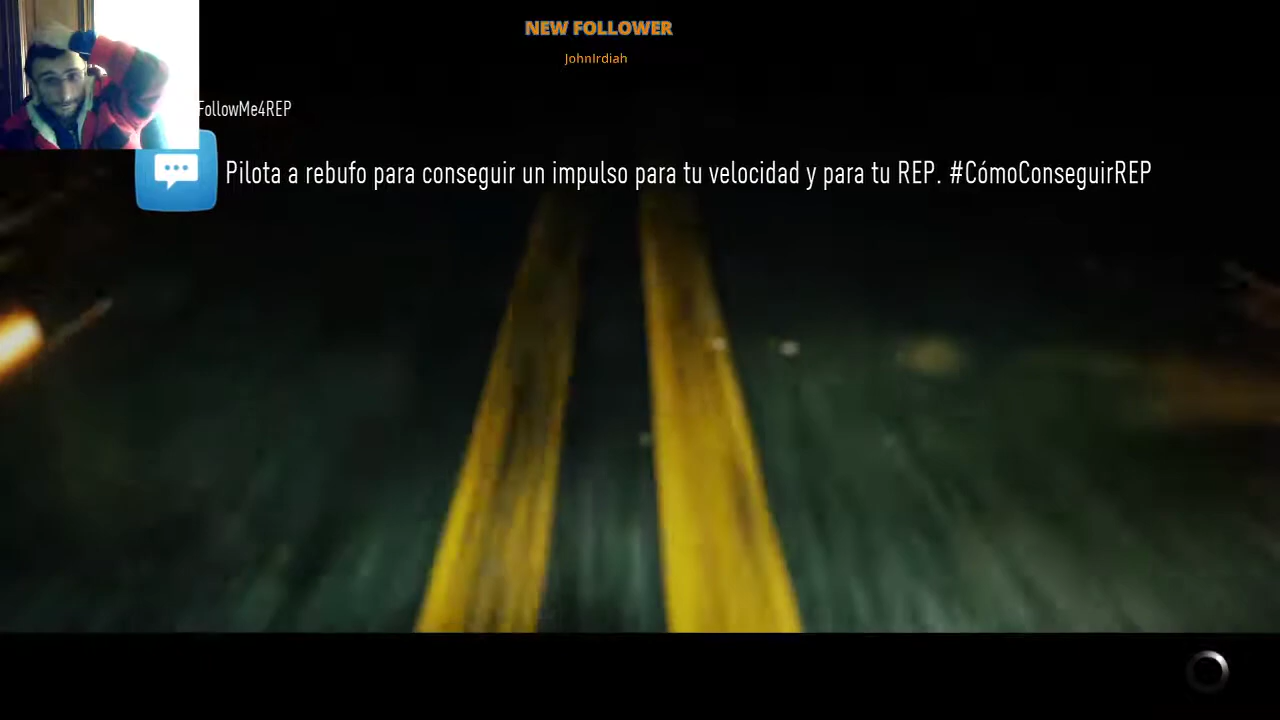 NEW FOLLOWER
JohnIrdiah
FollowMe4REP
Pilota a rebufo para conseguir un impulso para tu velocidad y para tu REP. #CómoConseguirREP